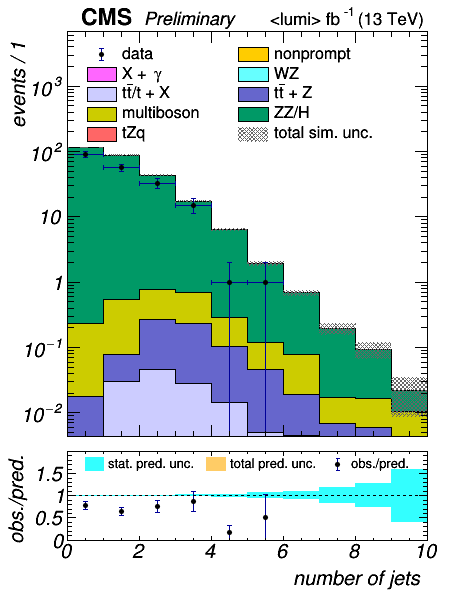 CMS Preliminary <lumi> fb⁻¹ (13 TeV)
events / 1
data
nonprompt
X + γ
WZ
tt̄/t + X
tt̄ + Z
multiboson
ZZ/H
tZq
total sim. unc.
10³
10²
10
1
10⁻¹
10⁻²
obs./pred.
stat. pred. unc. total pred. unc. obs./pred.
1.5
1
0.5
0
0 2 4 6 8 10
number of jets